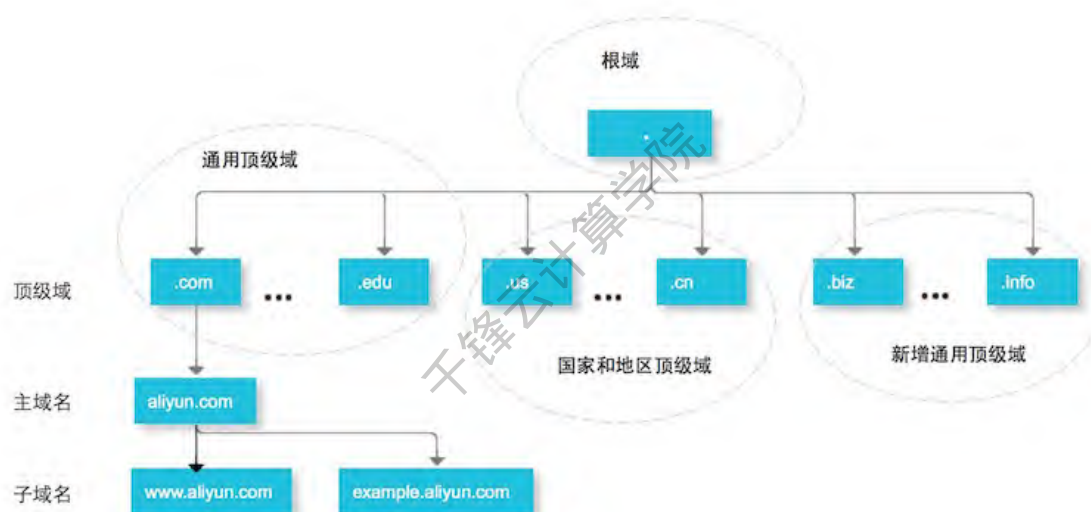 根域
.
通用顶级域
顶级域
.com
...
.edu
.us
...
.cn
.biz
...
.info
国家和地区顶级域
新增通用顶级域
主域名
aliyun.com
子域名
www.aliyun.com
example.aliyun.com
千锋云计算学院